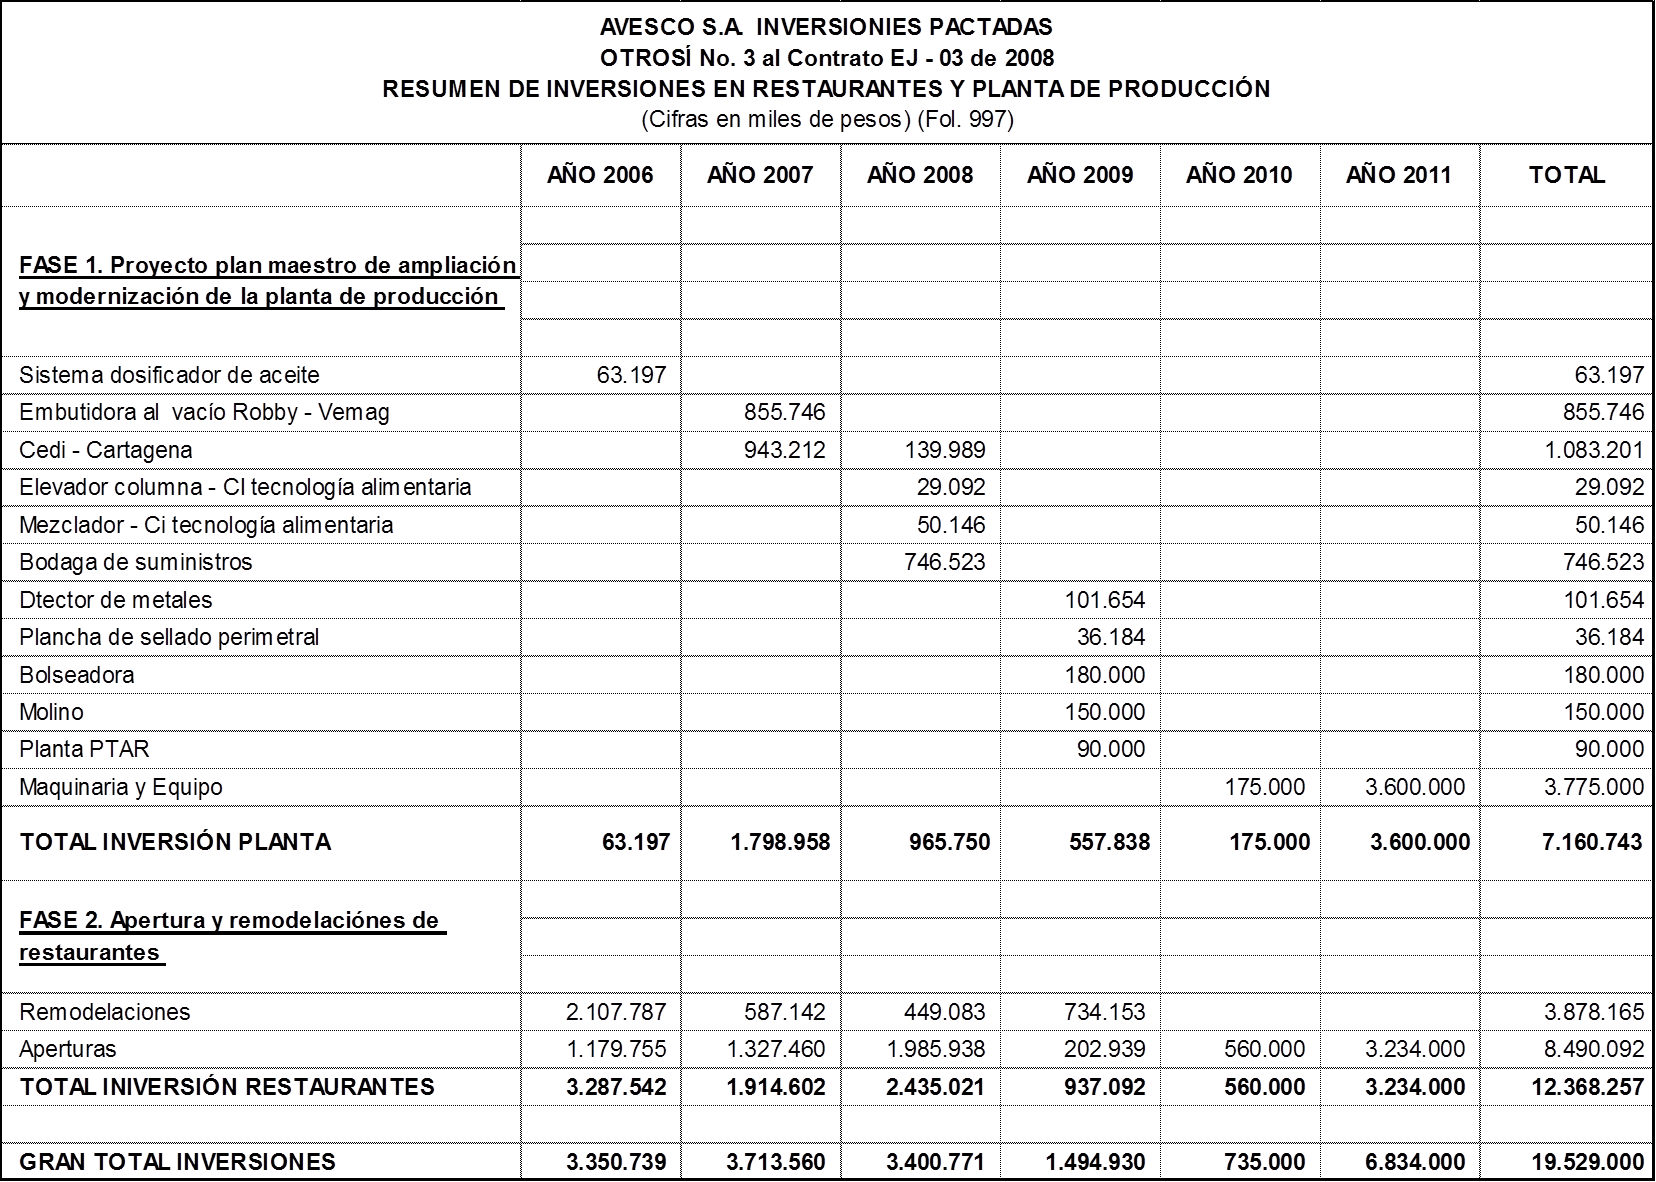 AVESCO S.A. INVERSIONIES PACTADAS
OTROSÍ No. 3 al Contrato EJ - 03 de 2008
RESUMEN DE INVERSIONES EN RESTAURANTES Y PLANTA DE PRODUCCIÓN
(Cifras en miles de pesos) (Fol. 997)
AÑO 2006 AÑO 2007 AÑO 2008 AÑO 2009 AÑO 2010 AÑO 2011 TOTAL
FASE 1. Proyecto plan maestro de ampliación
y modernización de la planta de producción
Sistema dosificador de aceite 63.197 63.197
Embutidora al vacío Robby - Vemag 855.746 855.746
Cedi - Cartagena 943.212 139.989 1.083.201
Elevador columna - CI tecnología alimentaria 29.092 29.092
Mezclador - Ci tecnología alimentaria 50.146 50.146
Bodaga de suministros 746.523 746.523
Dtector de metales 101.654 101.654
Plancha de sellado perimetral 36.184 36.184
Bolseadora 180.000 180.000
Molino 150.000 150.000
Planta PTAR 90.000 90.000
Maquinaria y Equipo 175.000 3.600.000 3.775.000
TOTAL INVERSIÓN PLANTA 63.197 1.798.958 965.750 557.838 175.000 3.600.000 7.160.743
FASE 2. Apertura y remodelaciónes de
restaurantes
Remodelaciones 2.107.787 587.142 449.083 734.153 3.878.165
Aperturas 1.179.755 1.327.460 1.985.938 202.939 560.000 3.234.000 8.490.092
TOTAL INIVERSIÓN RESTAURANTES 3.287.542 1.914.602 2.435.021 937.092 560.000 3.234.000 12.368.257
GRAN TOTAL INVERSIONES 3.350.739 3.713.560 3.400.771 1.494.930 735.000 6.834.000 19.529.000